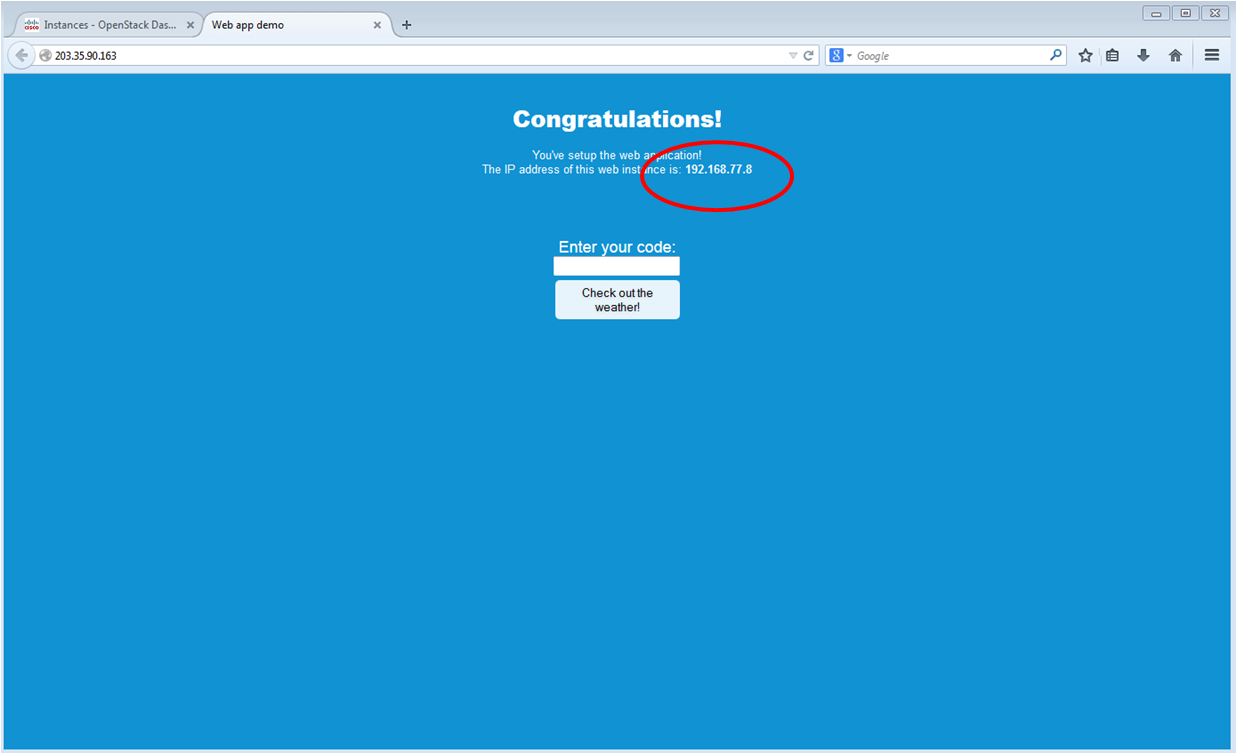 Instances - OpenStack Das...
Web app demo
203.35.90.163
Google
Congratulations!
You've setup the web application!
The IP address of this web instance is: 192.168.77.8
Enter your code:
Check out the
weather!